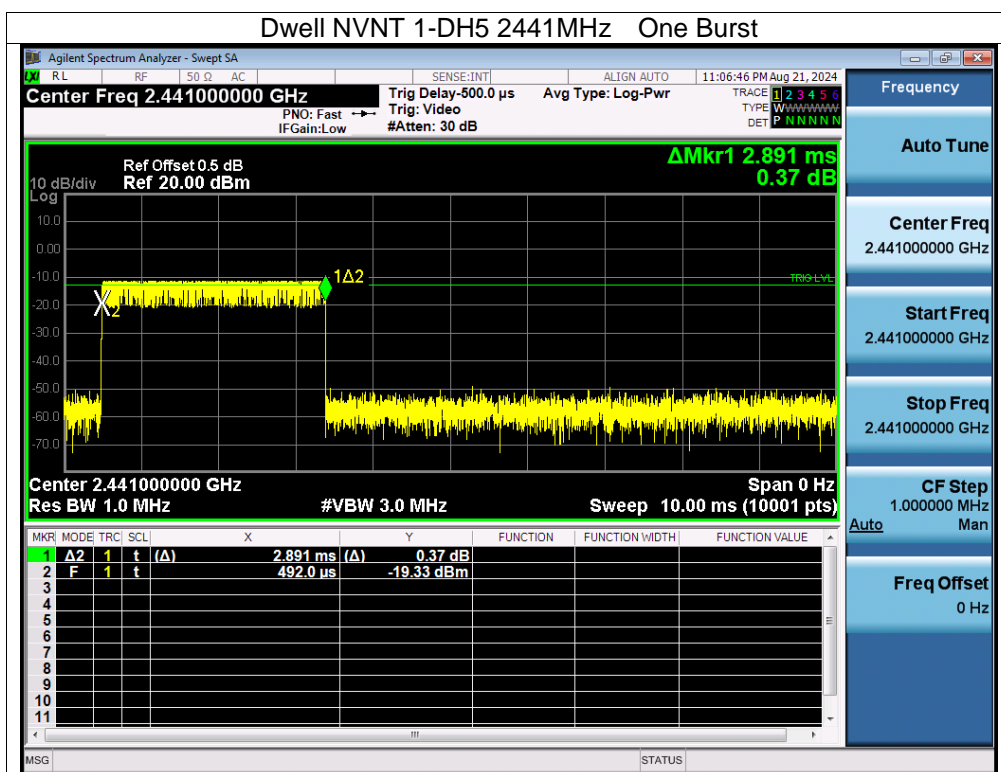 Dwell NVNT 1-DH5 2441MHz One Burst
Agilent Spectrum Analyzer - Swept SA
LXI RL RF 50 Ω AC SENSE:INT ALIGN AUTO 11:06:46 PM Aug 21, 2024
Center Freq 2.441000000 GHz Trig Delay-500.0 µs Avg Type: Log-Pwr TRACE 1 2 3 4 5 6
PNO: Fast Trig: Video TYPE WWWWWW
IFGain:Low #Atten: 30 dB DET P N N N N N
ΔMkr1 2.891 ms
0.37 dB
Ref Offset 0.5 dB
10 dB/div Ref 20.00 dBm
Log
10.0
0.00
-10.0
-20.0
-30.0
-40.0
-50.0
-60.0
-70.0
1Δ2
TRIG LVL
2
Center 2.441000000 GHz Span 0 Hz
Res BW 1.0 MHz #VBW 3.0 MHz Sweep 10.00 ms (10001 pts)
MKR MODE TRC SCL X Y FUNCTION FUNCTION WIDTH FUNCTION VALUE
1 Δ2 1 t (Δ) 2.891 ms (Δ) 0.37 dB
2 F 1 t 492.0 µs -19.33 dBm
3
4
5
6
7
8
9
10
11
MSG STATUS
Frequency
Auto Tune
Center Freq
2.441000000 GHz
Start Freq
2.441000000 GHz
Stop Freq
2.441000000 GHz
CF Step
1.000000 MHz
Auto Man
Freq Offset
0 Hz